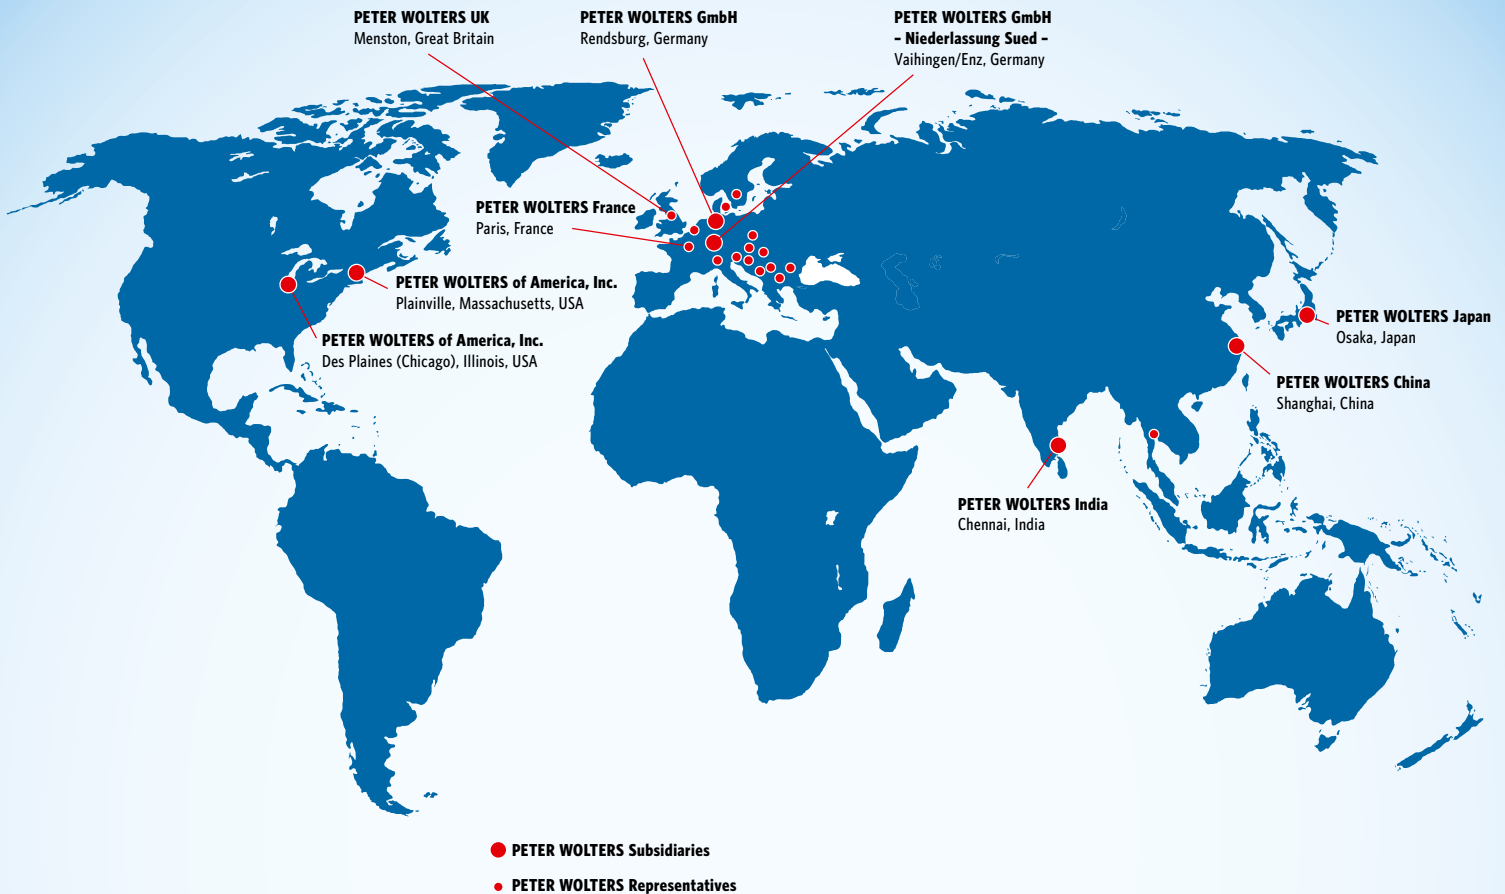 PETER WOLTERS UK
Menston, Great Britain
PETER WOLTERS GmbH
Rendsburg, Germany
PETER WOLTERS GmbH
– Niederlassung Sued –
Vaihingen/Enz, Germany
PETER WOLTERS France
Paris, France
PETER WOLTERS of America, Inc.
Plainville, Massachusetts, USA
PETER WOLTERS of America, Inc.
Des Plaines (Chicago), Illinois, USA
PETER WOLTERS Japan
Osaka, Japan
PETER WOLTERS China
Shanghai, China
PETER WOLTERS India
Chennai, India
PETER WOLTERS Subsidiaries
PETER WOLTERS Representatives